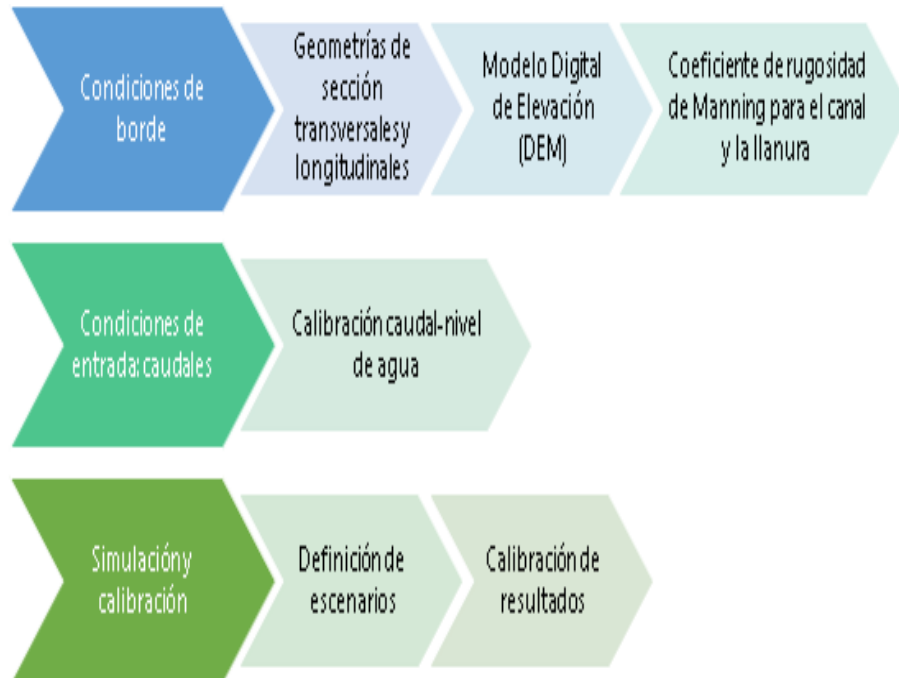 Condiciones de
borde
Geometrías de
sección
transversales y
longitudinales
Modelo Digital
de Elevación
(DEM)
Coeficiente de rugosidad
de Manning para el canal
y la llanura
Condiciones de
entrada: caudales
Calibración caudal-nivel
de agua
Simulación y
calibración
Definición de
escenarios
Calibración de
resultados